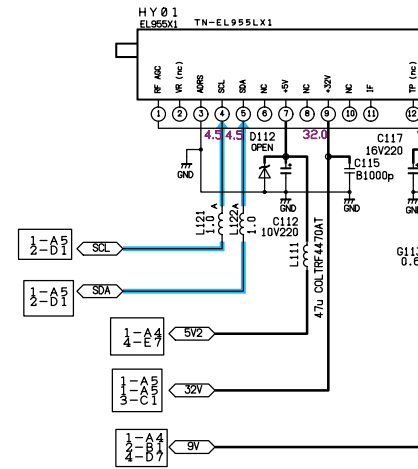 HY01
EL955X1 TN-EL955LX1
RF AGC
VR (nc)
ADRS
SCL
SDA
NC
+5V
NC
+32V
NC
IF
TP (nc)
1 2 3 4 5 6 7 8 9 10 11 12
4.5 4.5 D112 32.0 C117
OPEN 16V220
GND C115
B1000p
GND GND
L121
1.0 A
L122A
1.0
C112
10V220
L111
47u COLTRF4470AT
G113
0.6
1-A5
2-D1 SCL
1-A5
2-D1 SDA
1-A4
4-E7 5V2
1-A5
1-A5
3-C1 32V
1-A4
2-B1
4-D7 9V